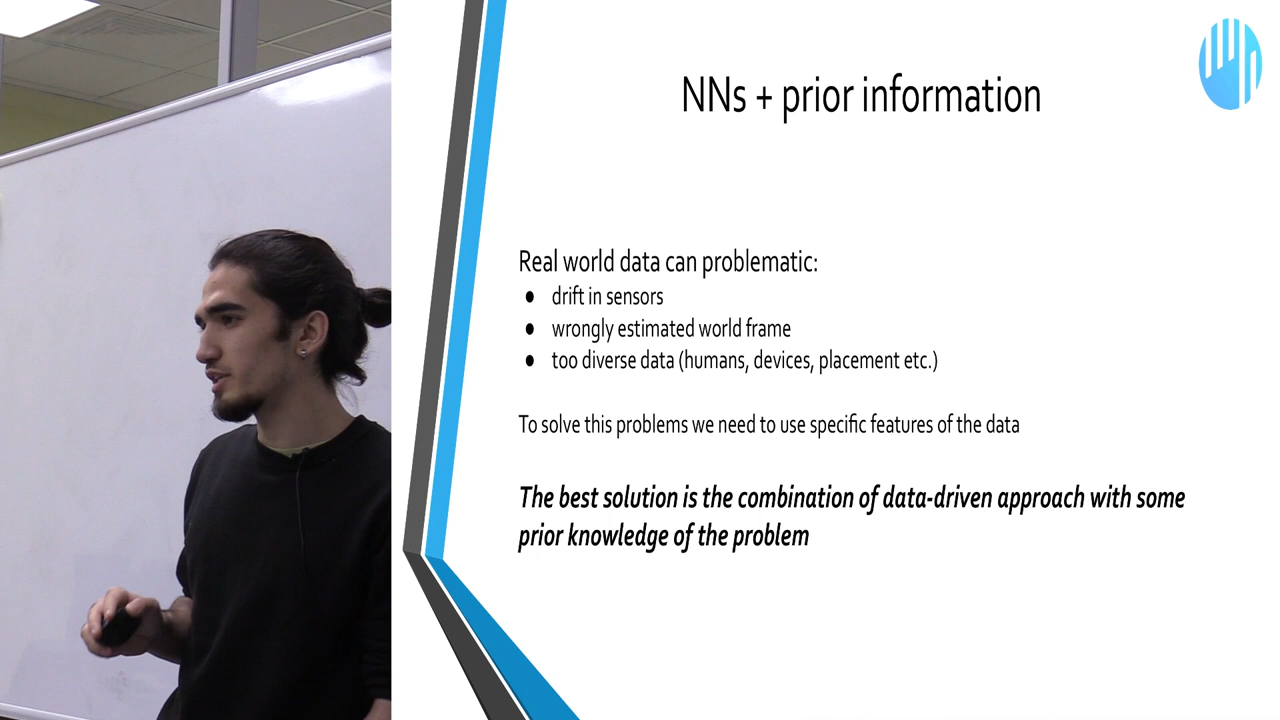 NNs + prior information
Real world data can problematic:
● drift in sensors
● wrongly estimated world frame
● too diverse data (humans, devices, placement etc.)
To solve this problems we need to use specific features of the data
The best solution is the combination of data-driven approach with some
prior knowledge of the problem